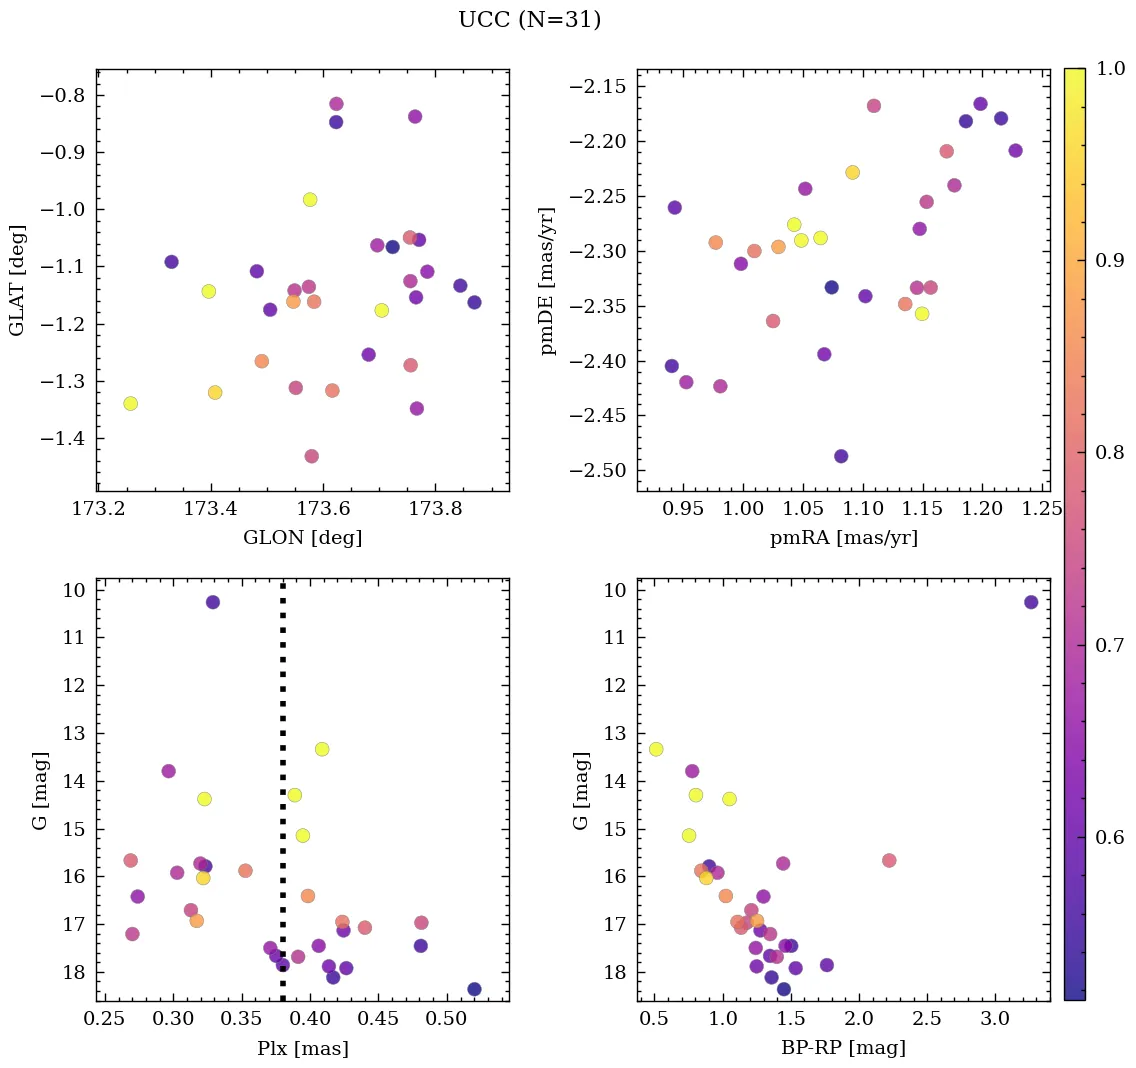 UCC (N=31)
−0.8
−0.9
−1.0
−1.1
−1.2
−1.3
−1.4
GLAT [deg]
173.2 173.4 173.6 173.8
GLON [deg]
−2.15
−2.20
−2.25
−2.30
−2.35
−2.40
−2.45
−2.50
pmDE [mas/yr]
0.95 1.00 1.05 1.10 1.15 1.20 1.25
pmRA [mas/yr]
1.0
0.9
0.8
0.7
0.6
10
11
12
13
14
15
16
17
18
G [mag]
0.25 0.30 0.35 0.40 0.45 0.50
Plx [mas]
10
11
12
13
14
15
16
17
18
G [mag]
0.5 1.0 1.5 2.0 2.5 3.0
BP-RP [mag]